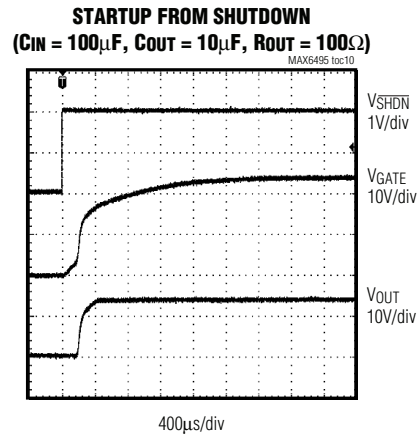 STARTUP FROM SHUTDOWN
(CIN = 100μF, COUT = 10μF, ROUT = 100Ω)
MAX6495 toc10
VSHDN
1V/div
VGATE
10V/div
VOUT
10V/div
400μs/div